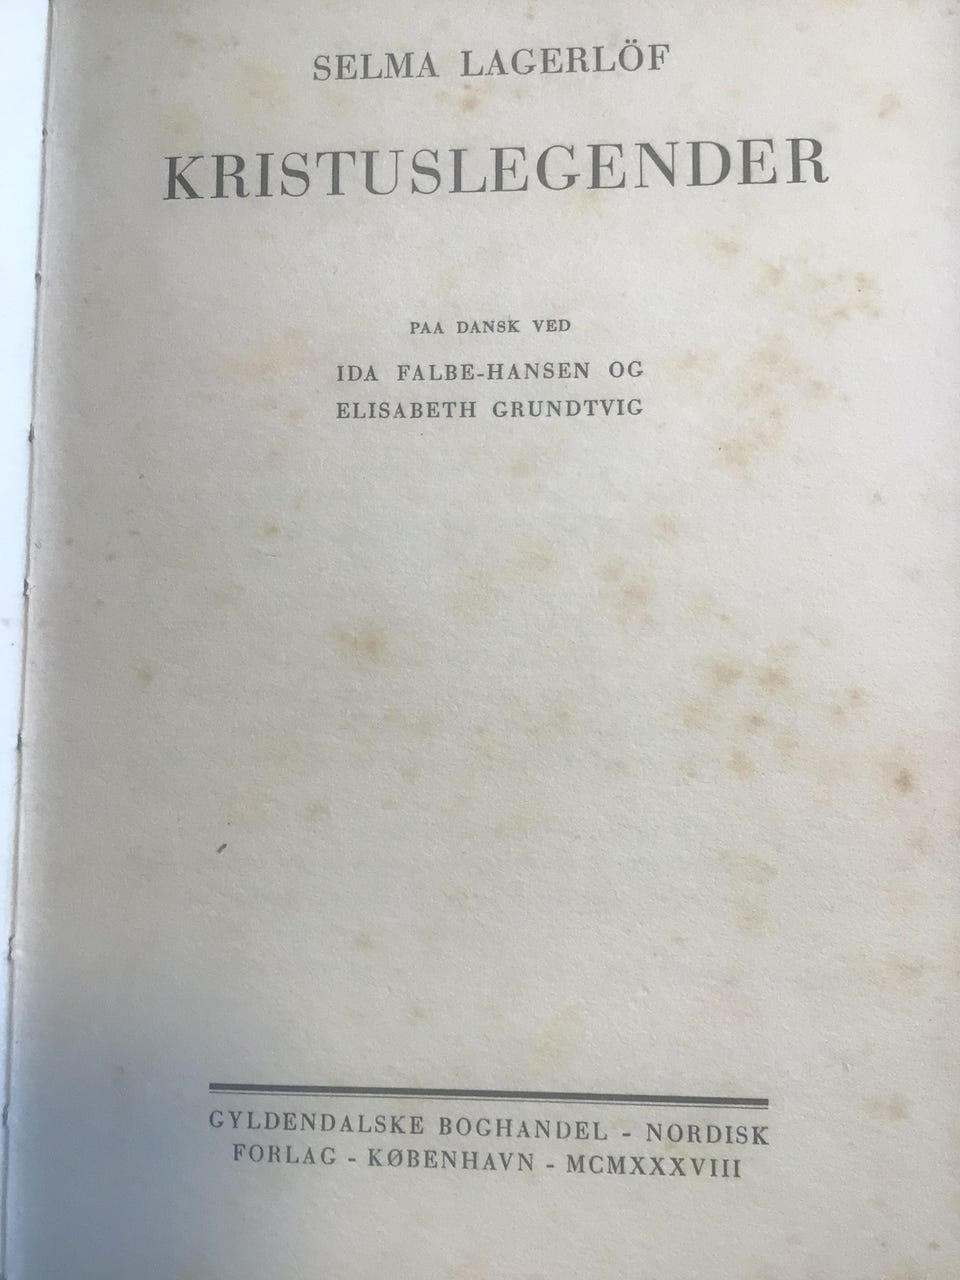 SELMA LAGERLÖF
KRISTUSLEGENDER
PAA DANSK VED
IDA FALBE-HANSEN OG
ELISABETH GRUNDTVIG
GYLDENDALSKE BOGHANDEL - NORDISK
FORLAG - KØBENHAVN - MCMXXXVIII